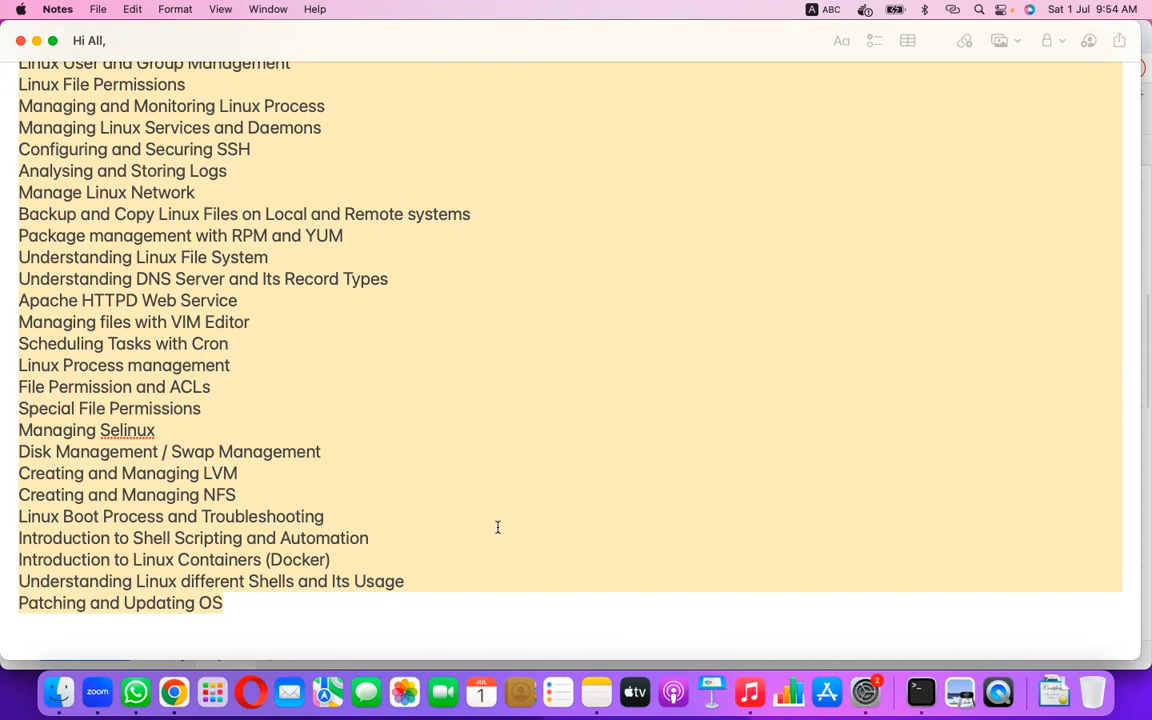 Notes File Edit Format View Window Help A ABC Sat 1 Jul 9:54 AM
Hi All, Aa
Linux User and Group Management
Linux File Permissions
Managing and Monitoring Linux Process
Managing Linux Services and Daemons
Configuring and Securing SSH
Analysing and Storing Logs
Manage Linux Network
Backup and Copy Linux Files on Local and Remote systems
Package management with RPM and YUM
Understanding Linux File System
Understanding DNS Server and Its Record Types
Apache HTTPD Web Service
Managing files with VIM Editor
Scheduling Tasks with Cron
Linux Process management
File Permission and ACLs
Special File Permissions
Managing Selinux
Disk Management / Swap Management
Creating and Managing LVM
Creating and Managing NFS
Linux Boot Process and Troubleshooting
Introduction to Shell Scripting and Automation
Introduction to Linux Containers (Docker)
Understanding Linux different Shells and Its Usage
Patching and Updating OS
zoom JUL 1 tv 2